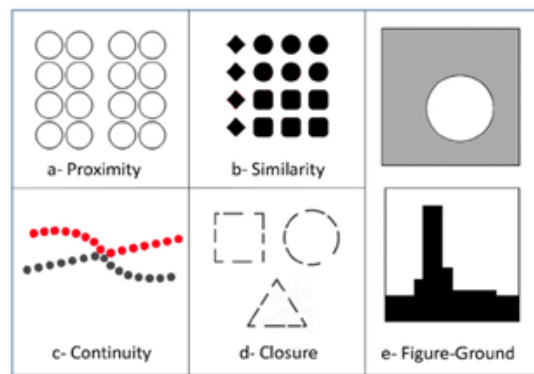 a- Proximity
b- Similarity
c- Continuity
d- Closure
e- Figure-Ground